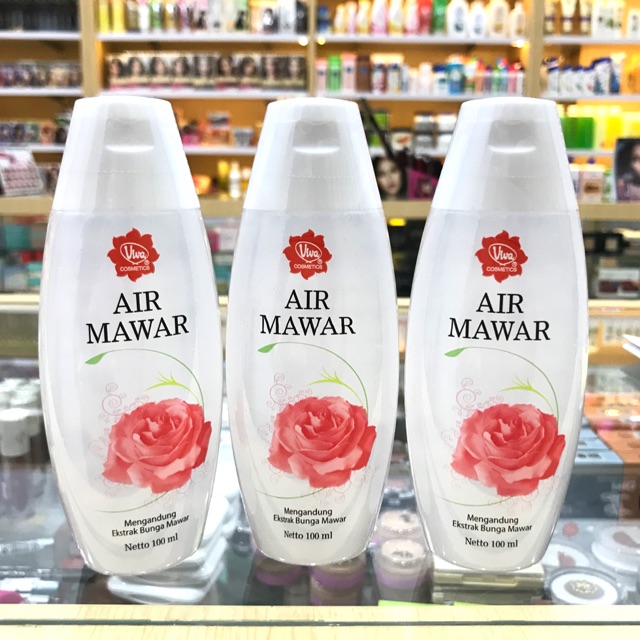 Viva
COSMETICS
AIR
MAWAR
Mengandung
Ekstrak Bunga Mawar
Netto 100 ml
Viva
COSMETICS
AIR
MAWAR
Mengandung
Ekstrak Bunga Mawar
Netto 100 ml
Viva
COSMETICS
AIR
MAWAR
Mengandung
Ekstrak Bunga Mawar
Netto 100 ml